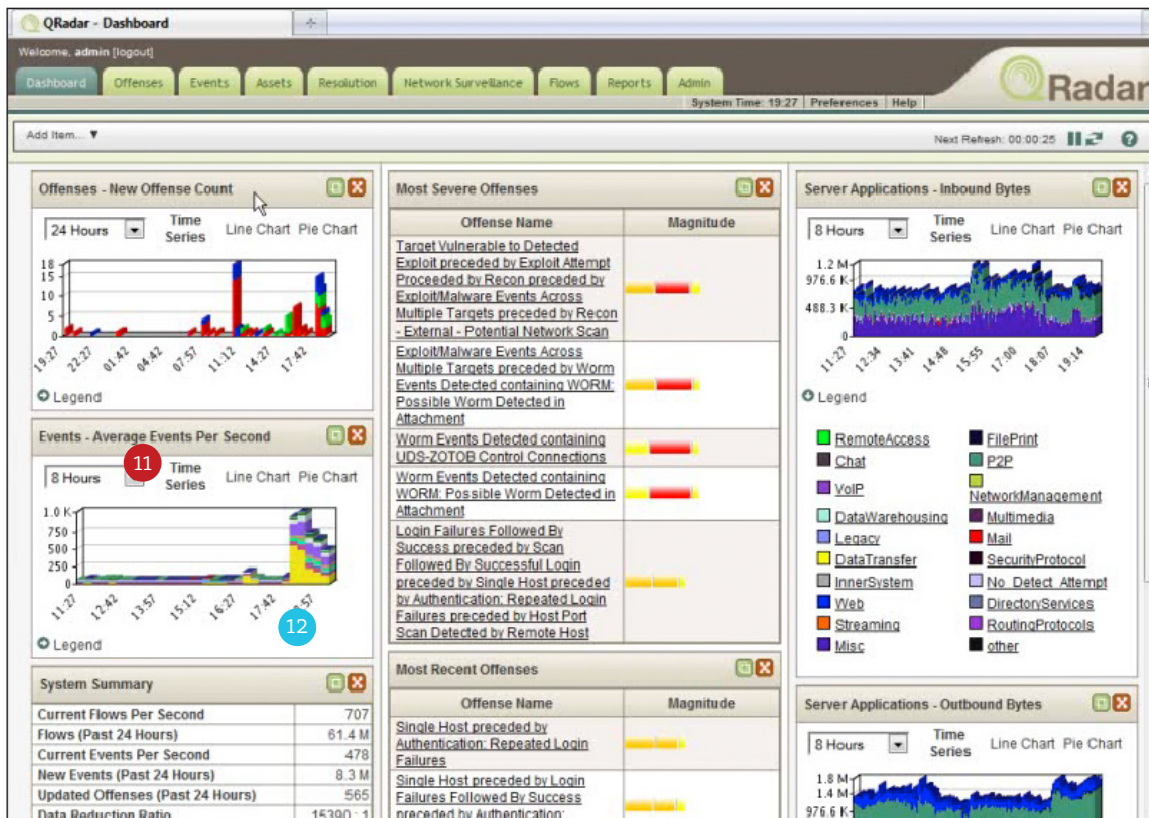 QRadar - Dashboard
Welcome, admin [logout]
Dashboard Offenses Events Assets Resolution Network Surveillance Flows Reports Admin
QRadar
System Time: 19:27 Preferences Help
Add Item... ▼
Next Refresh: 00:00:25
Offenses - New Offense Count
24 Hours
Time
Series
Line Chart Pie Chart
18
15
10
5
0
19:27 22:27 01:42 04:42 07:57 11:12 14:27 17:42
Legend
Events - Average Events Per Second
11
8 Hours
Time
Series
Line Chart Pie Chart
1.0 K
750
500
250
0
11:27 12:42 13:57 15:12 16:27 17:42
12
Legend
System Summary
Current Flows Per Second 707
Flows (Past 24 Hours) 61.4 M
Current Events Per Second 478
New Events (Past 24 Hours) 8.3 M
Updated Offenses (Past 24 Hours) 565
Data Reduction Ratio 15390 : 1
Most Severe Offenses
Offense Name Magnitude
Target Vulnerable to Detected
Exploit preceded by Exploit Attempt
Proceeded by Recon preceded by
Exploit/Malware Events Across
Multiple Targets preceded by Recon
- External - Potential Network Scan
Exploit/Malware Events Across
Multiple Targets preceded by Worm
Events Detected containing WORM:
Possible Worm Detected in
Attachment
Worm Events Detected containing
UDS-ZOTOB Control Connections
Worm Events Detected containing
WORM: Possible Worm Detected in
Attachment
Login Failures Followed By
Success preceded by Scan
Followed By Successful Login
preceded by Single Host preceded
by Authentication: Repeated Login
Failures preceded by Host Port
Scan Detected by Remote Host
Most Recent Offenses
Offense Name Magnitude
Single Host preceded by
Authentication: Repeated Login
Failures
Single Host preceded by Login
Failures Followed By Success
preceded by Authentication:
Server Applications - Inbound Bytes
8 Hours
Time
Series
Line Chart Pie Chart
1.2 M
976.6 K
488.3 K
0
11:27 12:34 13:41 14:48 15:55 17:00 18:07 19:14
Legend
RemoteAccess FilePrint
Chat P2P
VoIP NetworkManagement
DataWarehousing Multimedia
Legacy Mail
DataTransfer SecurityProtocol
InnerSystem No_Detect_Attempt
Web DirectoryServices
Streaming RoutingProtocols
Misc other
Server Applications - Outbound Bytes
8 Hours
Time
Series
Line Chart Pie Chart
1.8 M
1.4 M
976.6 K